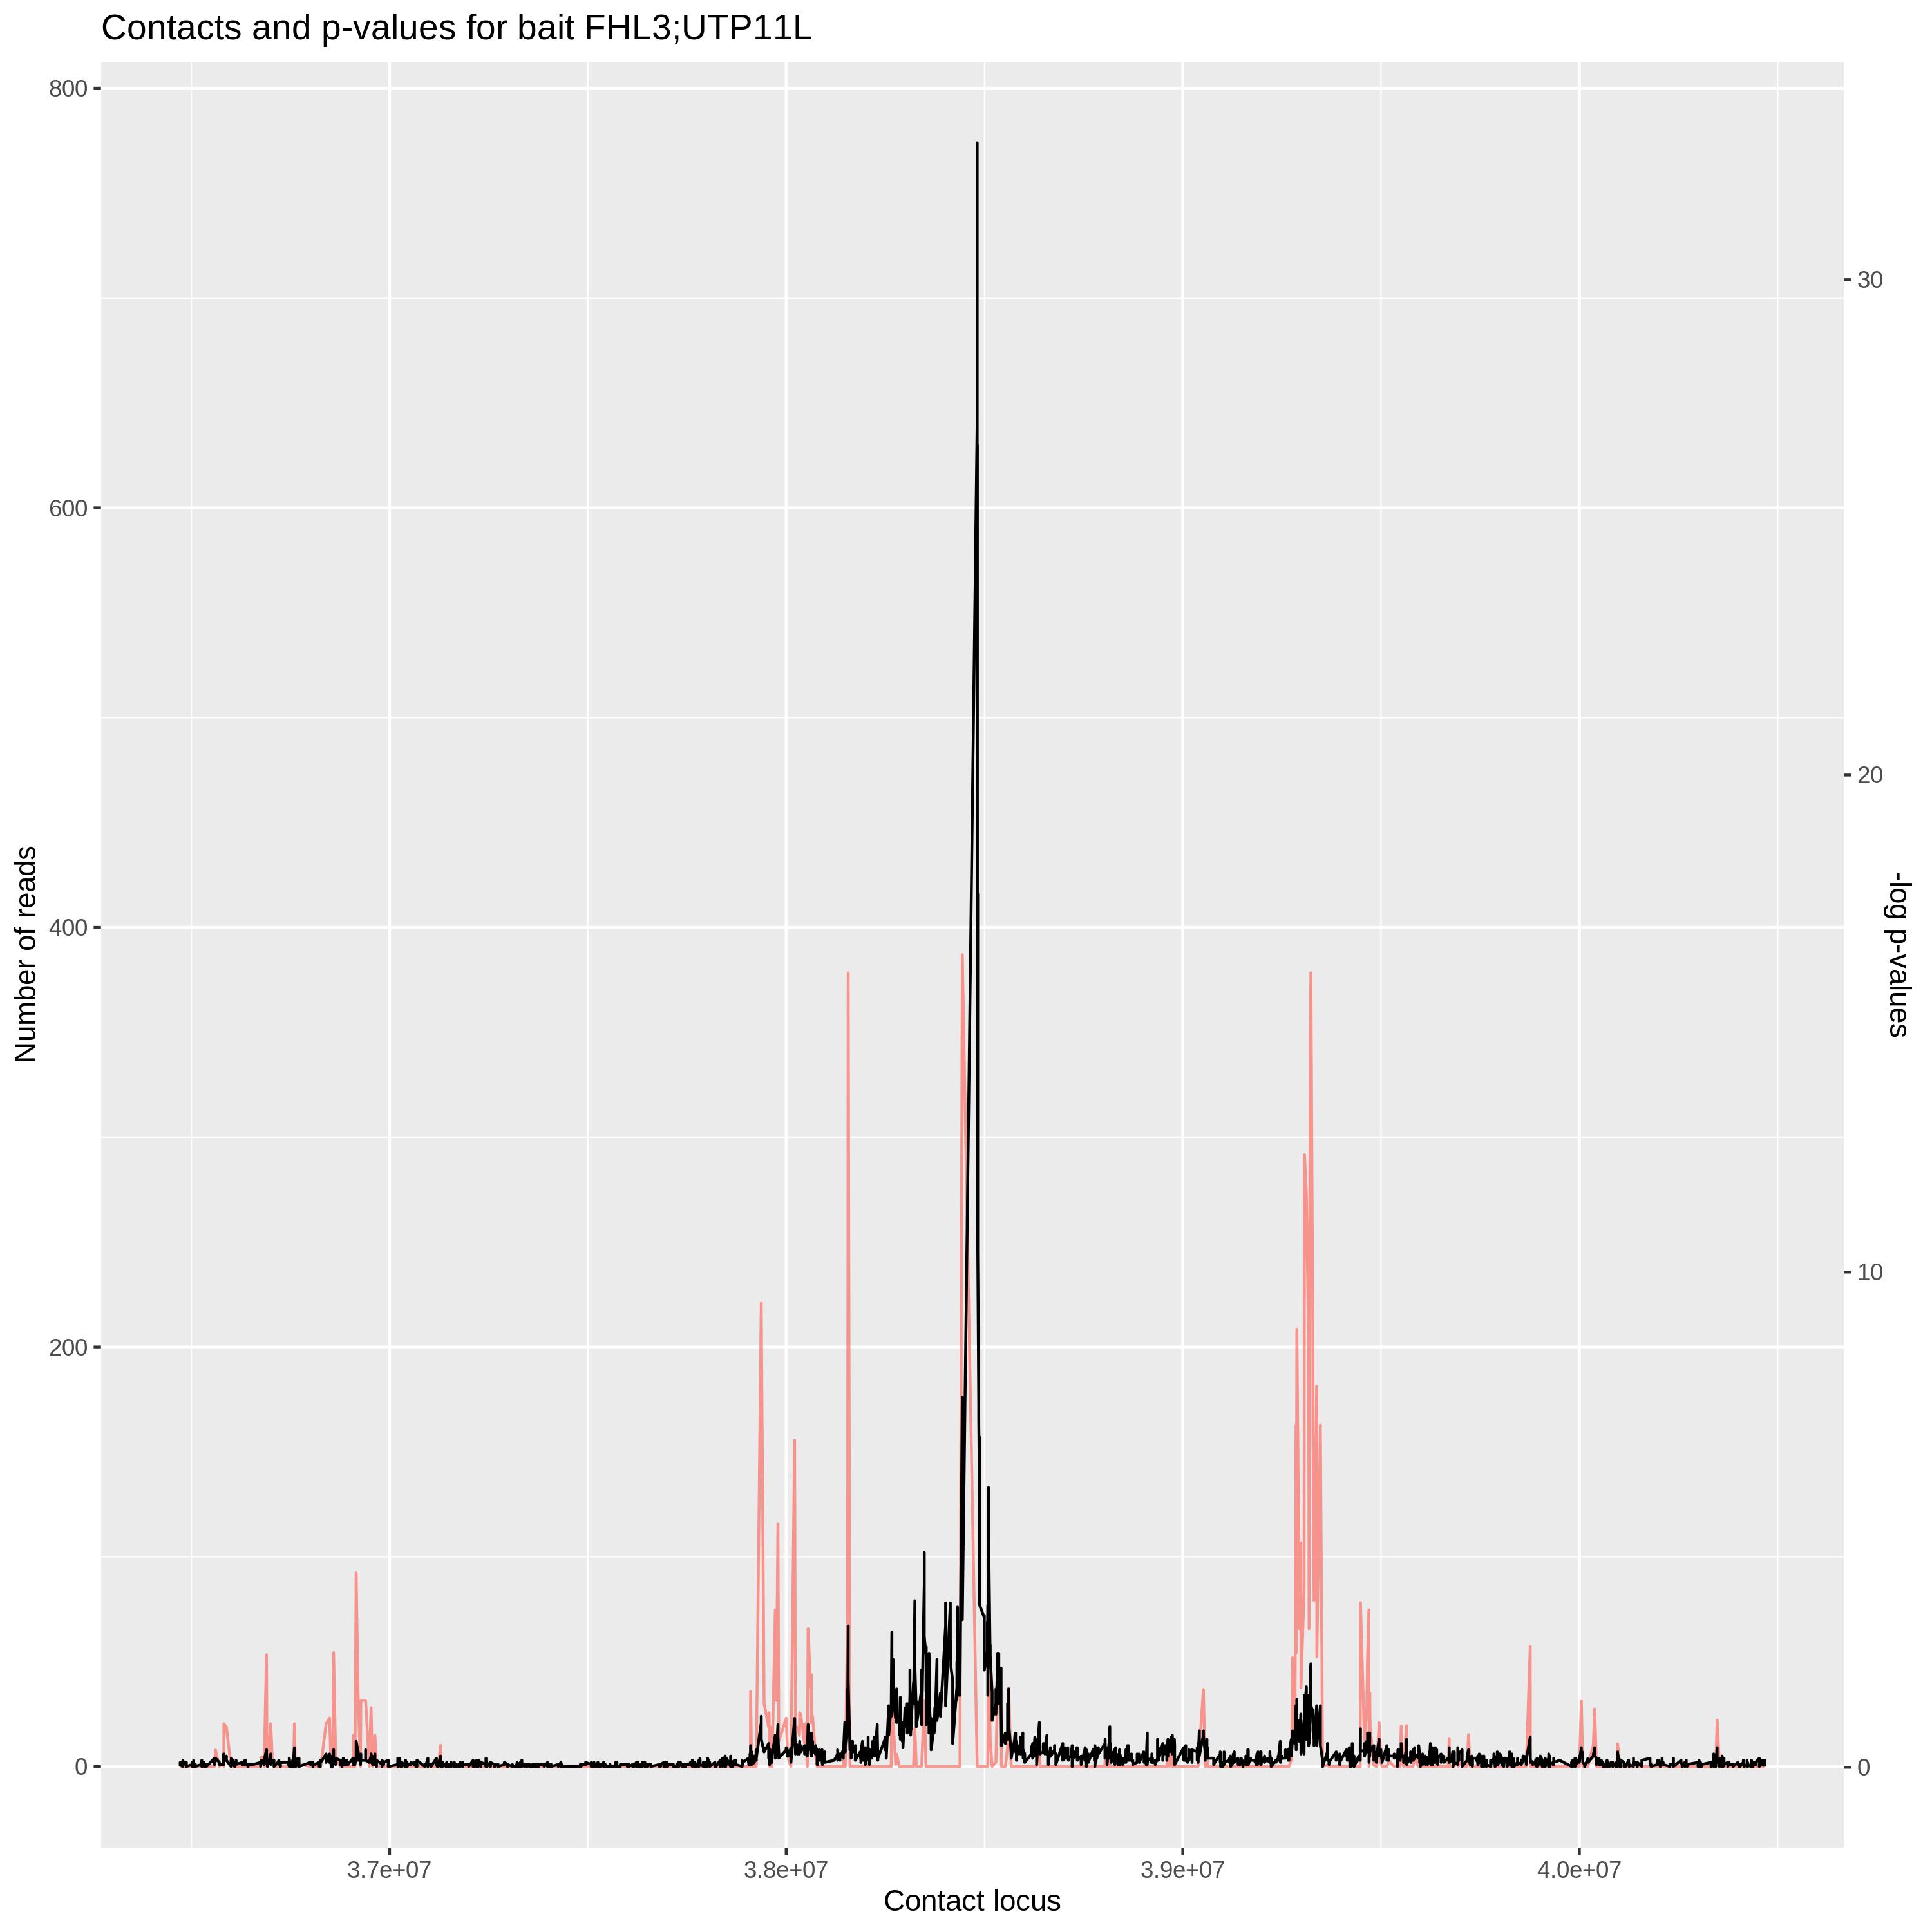 Contacts and p-values for bait FHL3;UTP11L
800
600
400
200
0
30
20
10
0
Number of reads
-log p-values
3.7e+07
3.8e+07
3.9e+07
4.0e+07
Contact locus